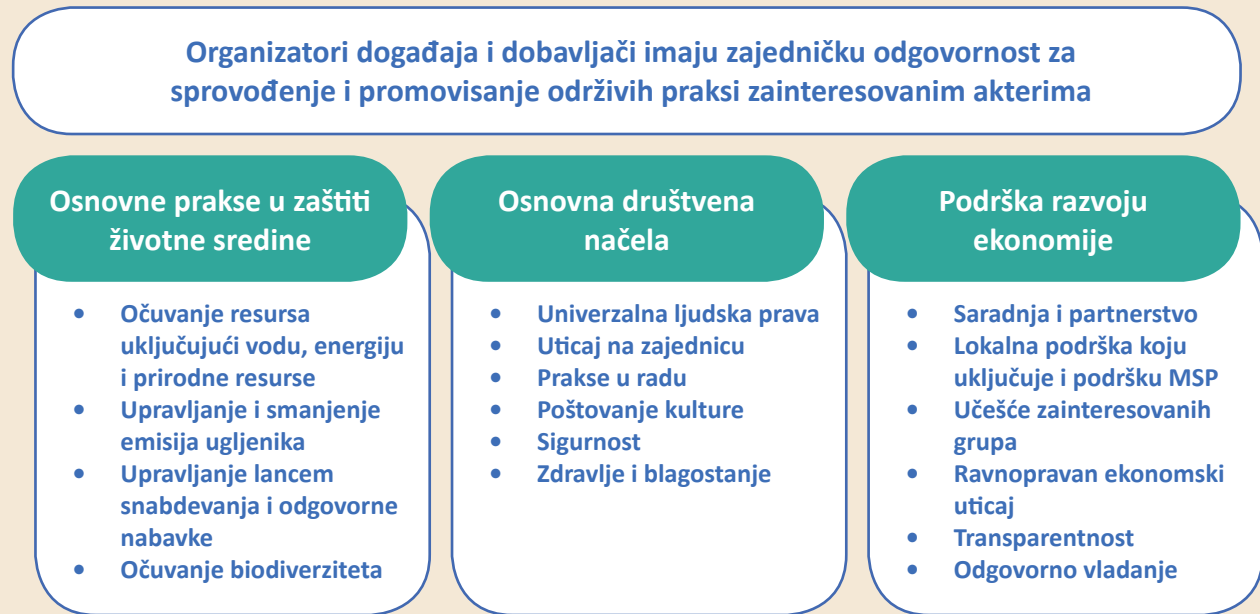 Organizatori događaja i dobavljači imaju zajedničku odgovornost za
sprovođenje i promovisanje održivih praksi zainteresovanim akterima
Osnovne prakse u zaštiti
životne sredine
• Očuvanje resursa
uključujući vodu, energiju
i prirodne resurse
• Upravljanje i smanjenje
emisija ugljenika
• Upravljanje lancem
snabdevanja i odgovorne
nabavke
• Očuvanje biodiverziteta
Osnovna društvena
načela
• Univerzalna ljudska prava
• Uticaj na zajednicu
• Prakse u radu
• Poštovanje kulture
• Sigurnost
• Zdravlje i blagostanje
Podrška razvoju
ekonomije
• Saradnja i partnerstvo
• Lokalna podrška koju
uključuje i podršku MSP
• Učešće zainteresovanih
grupa
• Ravnopravan ekonomski
uticaj
• Transparentnost
• Odgovorno vladanje